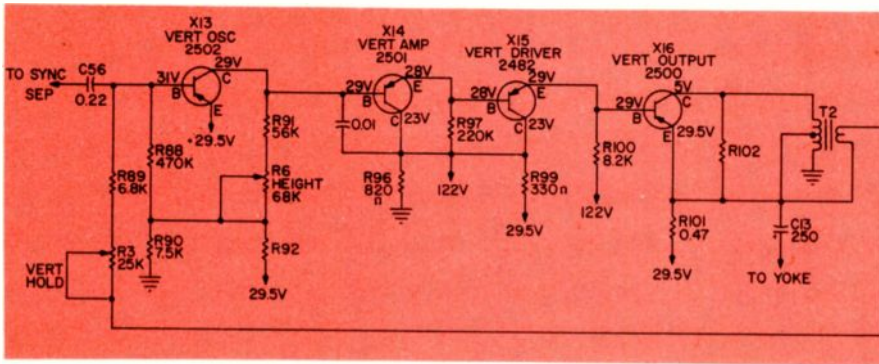 X13
VERT OSC
2502
29V
TO SYNC
SEP
C56
0.22
31V
B
C
E
+29.5V
R88
470K
R89
6.8K
R3
25K
VERT
HOLD
R90
7.5K
R91
56K
R6
HEIGHT
68K
R92
29.5V
X14
VERT AMP
2501
28V
29V
B
E
C
23V
0.01
R96
820
Ω
R97
220K
122V
X15
VERT DRIVER
2482
29V
28V
B
E
C
23V
R99
330Ω
29.5V
X16
VERT OUTPUT
2500
5V
29V
B
C
E
29.5V
R100
8.2K
122V
R102
R101
0.47
29.5V
T2
C13
250
TO YOKE